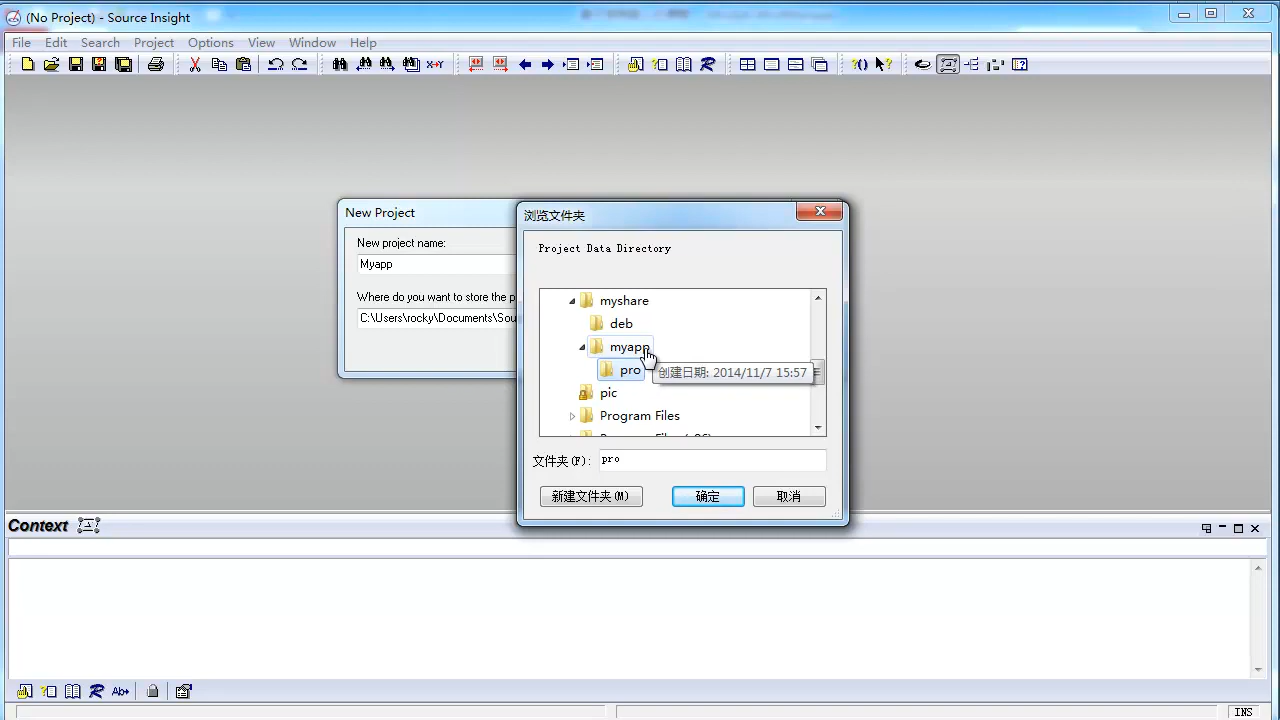 (No Project) - Source Insight
File Edit Search Project Options View Window Help
New Project
New project name:
Myapp
Where do you want to store the p
C:\Users\rocky\Documents\Sou
浏览文件夹
Project Data Directory
myshare
deb
myapp
pro
创建日期: 2014/11/7 15:57
pic
Program Files
文件夹(F): pro
新建文件夹(M) 确定 取消
Context
INS